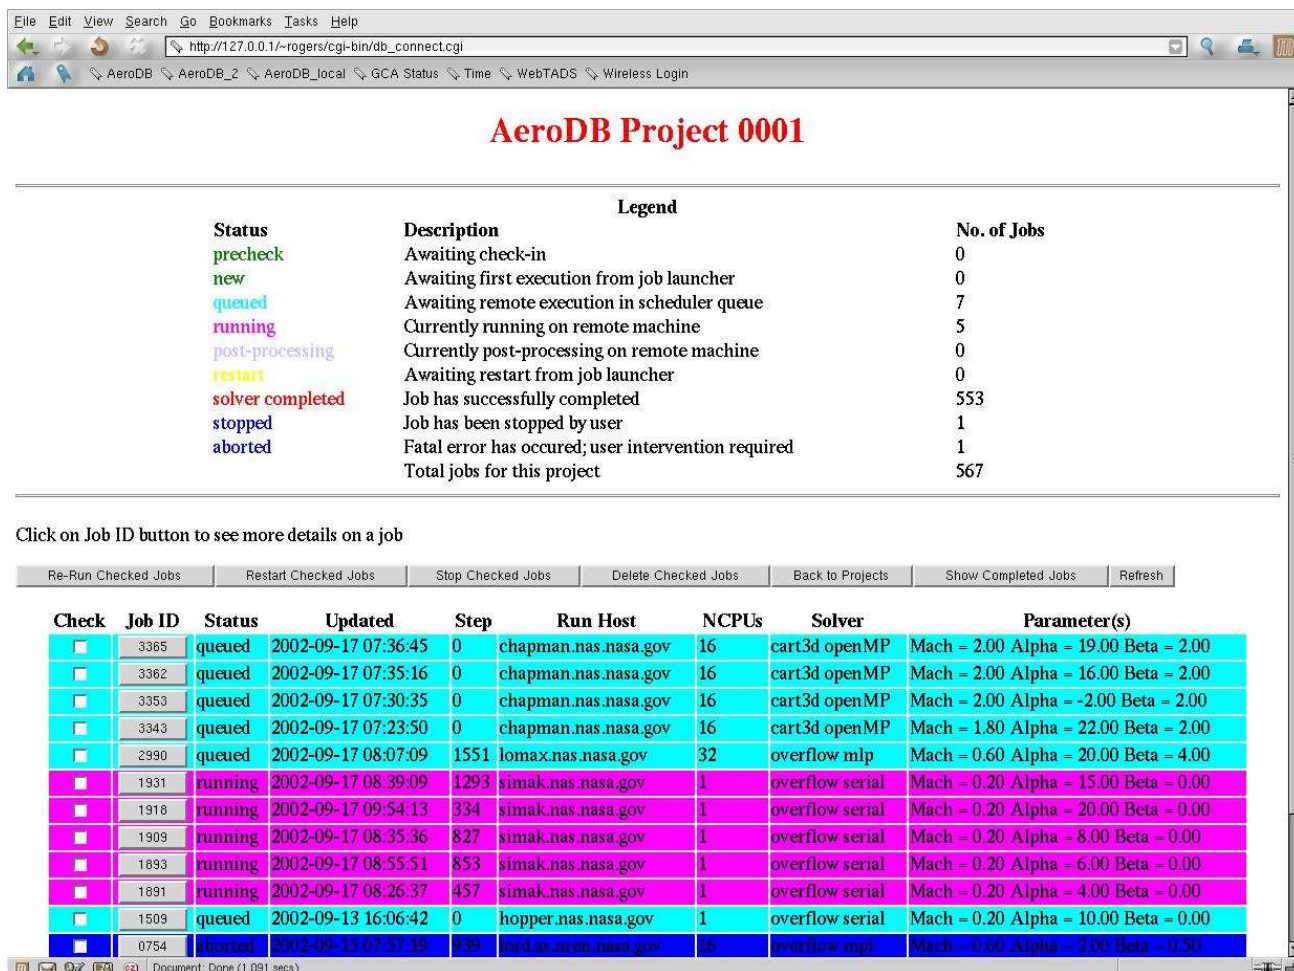 File Edit View Search Go Bookmarks Tasks Help
http://127.0.0.1/~rogers/cgi-bin/db_connect.cgi
AeroDB AeroDB_2 AeroDB_local GCA Status Time WebTADS Wireless Login
AeroDB Project 0001
Legend
Status Description No. of Jobs
precheck Awaiting check-in 0
new Awaiting first execution from job launcher 0
queued Awaiting remote execution in scheduler queue 7
running Currently running on remote machine 5
post-processing Currently post-processing on remote machine 0
restart Awaiting restart from job launcher 0
solver completed Job has successfully completed 553
stopped Job has been stopped by user 1
aborted Fatal error has occured; user intervention required 1
Total jobs for this project 567
Click on Job ID button to see more details on a job
Re-Run Checked Jobs Restart Checked Jobs Stop Checked Jobs Delete Checked Jobs Back to Projects Show Completed Jobs Refresh
Check Job ID Status Updated Step Run Host NCPUs Solver Parameter(s)
3365 queued 2002-09-17 07:36:45 0 chapman.nas.nasa.gov 16 cart3d openMP Mach = 2.00 Alpha = 19.00 Beta = 2.00
3362 queued 2002-09-17 07:35:16 0 chapman.nas.nasa.gov 16 cart3d openMP Mach = 2.00 Alpha = 16.00 Beta = 2.00
3353 queued 2002-09-17 07:30:35 0 chapman.nas.nasa.gov 16 cart3d openMP Mach = 2.00 Alpha = -2.00 Beta = 2.00
3343 queued 2002-09-17 07:23:50 0 chapman.nas.nasa.gov 16 cart3d openMP Mach = 1.80 Alpha = 22.00 Beta = 2.00
2990 queued 2002-09-17 08:07:09 1551 lomax.nas.nasa.gov 32 overflow mlp Mach = 0.60 Alpha = 20.00 Beta = 4.00
1931 running 2002-09-17 08:39:09 1293 simak.nas.nasa.gov 1 overflow serial Mach = 0.20 Alpha = 15.00 Beta = 0.00
1918 running 2002-09-17 09:54:13 334 simak.nas.nasa.gov 1 overflow serial Mach = 0.20 Alpha = 20.00 Beta = 0.00
1909 running 2002-09-17 08:35:36 827 simak.nas.nasa.gov 1 overflow serial Mach = 0.20 Alpha = 8.00 Beta = 0.00
1893 running 2002-09-17 08:55:51 853 simak.nas.nasa.gov 1 overflow serial Mach = 0.20 Alpha = 6.00 Beta = 0.00
1891 running 2002-09-17 08:26:37 457 simak.nas.nasa.gov 1 overflow serial Mach = 0.20 Alpha = 4.00 Beta = 0.00
1509 queued 2002-09-13 16:06:42 0 hopper.nas.nasa.gov 1 overflow serial Mach = 0.20 Alpha = 10.00 Beta = 0.00
0754 aborted 2002-09-15 07:57:19 939 lord.as.nren.nasa.gov 16 overflow mpi Mach = 0.60 Alpha = 2.00 Beta = 0.50
Document: Done (1.091 secs)